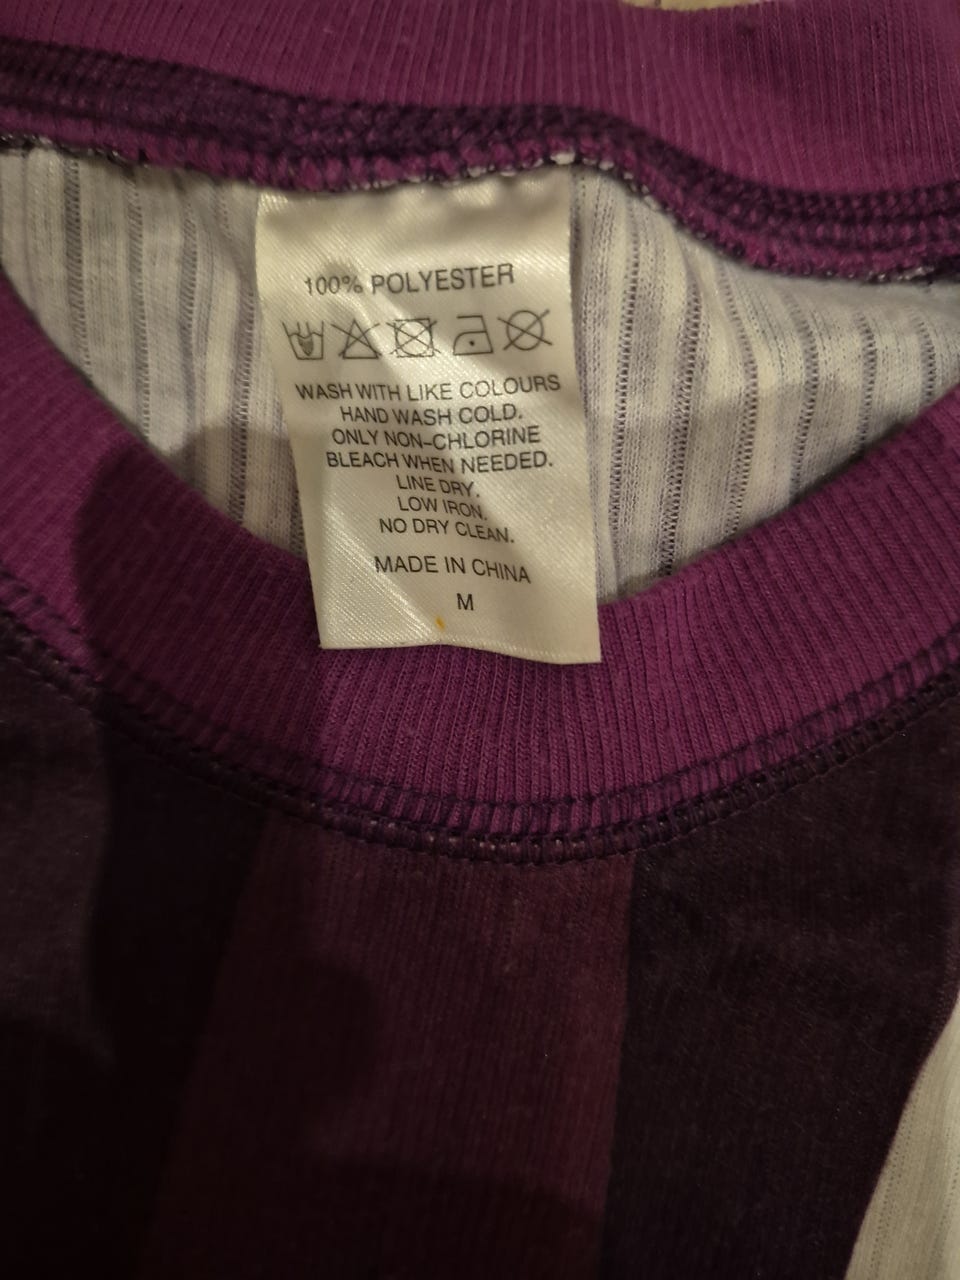 100% POLYESTER
WASH WITH LIKE COLOURS
HAND WASH COLD.
ONLY NON-CHLORINE
BLEACH WHEN NEEDED.
LINE DRY.
LOW IRON.
NO DRY CLEAN.
MADE IN CHINA
M